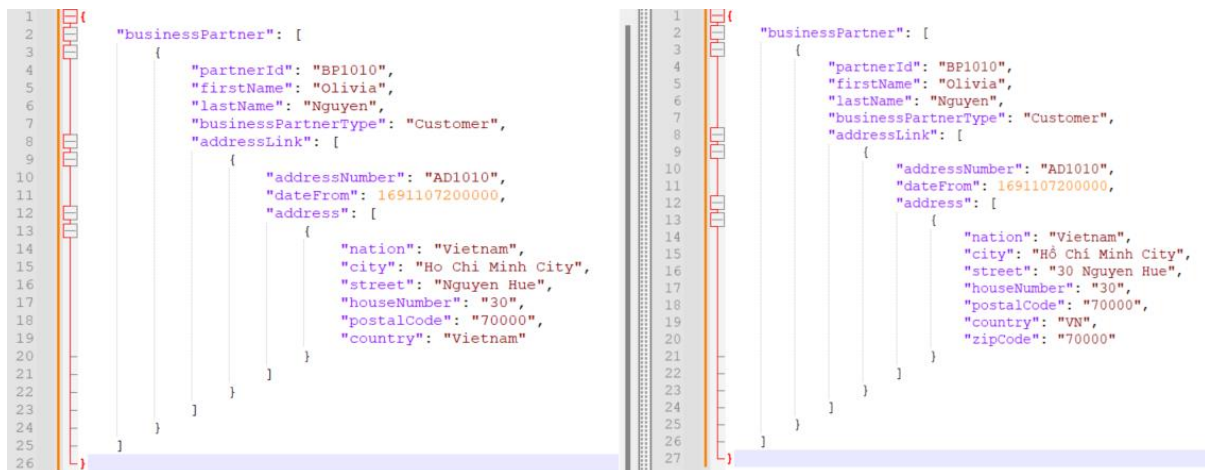 1 {
2 "businessPartner": [
3 {
4 "partnerId": "BP1010",
5 "firstName": "Olivia",
6 "lastName": "Nguyen",
7 "businessPartnerType": "Customer",
8 "addressLink": [
9 {
10 "addressNumber": "AD1010",
11 "dateFrom": 1691107200000,
12 "address": [
13 {
14 "nation": "Vietnam",
15 "city": "Ho Chi Minh City",
16 "street": "Nguyen Hue",
17 "houseNumber": "30",
18 "postalCode": "70000",
19 "country": "Vietnam"
20 }
21 ]
22 }
23 ]
24 }
25 ]
26 }
1 {
2 "businessPartner": [
3 {
4 "partnerId": "BP1010",
5 "firstName": "Olivia",
6 "lastName": "Nguyen",
7 "businessPartnerType": "Customer",
8 "addressLink": [
9 {
10 "addressNumber": "AD1010",
11 "dateFrom": 1691107200000,
12 "address": [
13 {
14 "nation": "Vietnam",
15 "city": "Hồ Chí Minh City",
16 "street": "30 Nguyen Hue",
17 "houseNumber": "30",
18 "postalCode": "70000",
19 "country": "VN",
20 "zipCode": "70000"
21 }
22 ]
23 }
24 ]
25 }
26 ]
27 }